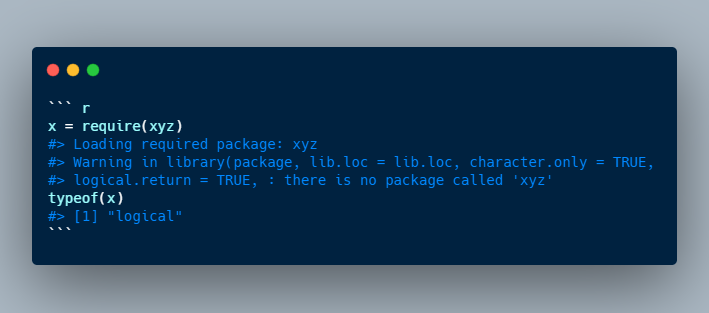 ``` r
x = require(xyz)
#> Loading required package: xyz
#> Warning in library(package, lib.loc = lib.loc, character.only = TRUE,
#> logical.return = TRUE, : there is no package called 'xyz'
typeof(x)
#> [1] "logical"
```